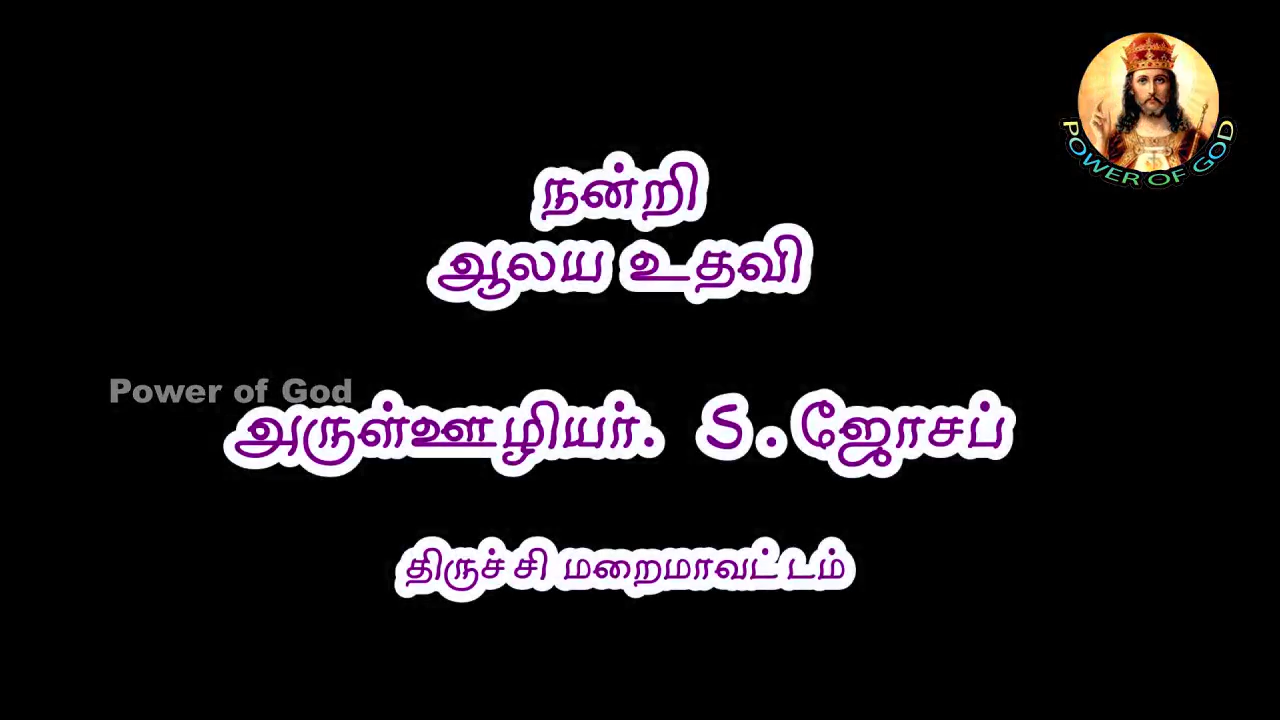 POWER OF GOD
நன்றி
ஆலய உதவி
Power of God
அருள்ஊழியர். S.ஜோசப்
திருச்சி மறைமாவட்டம்